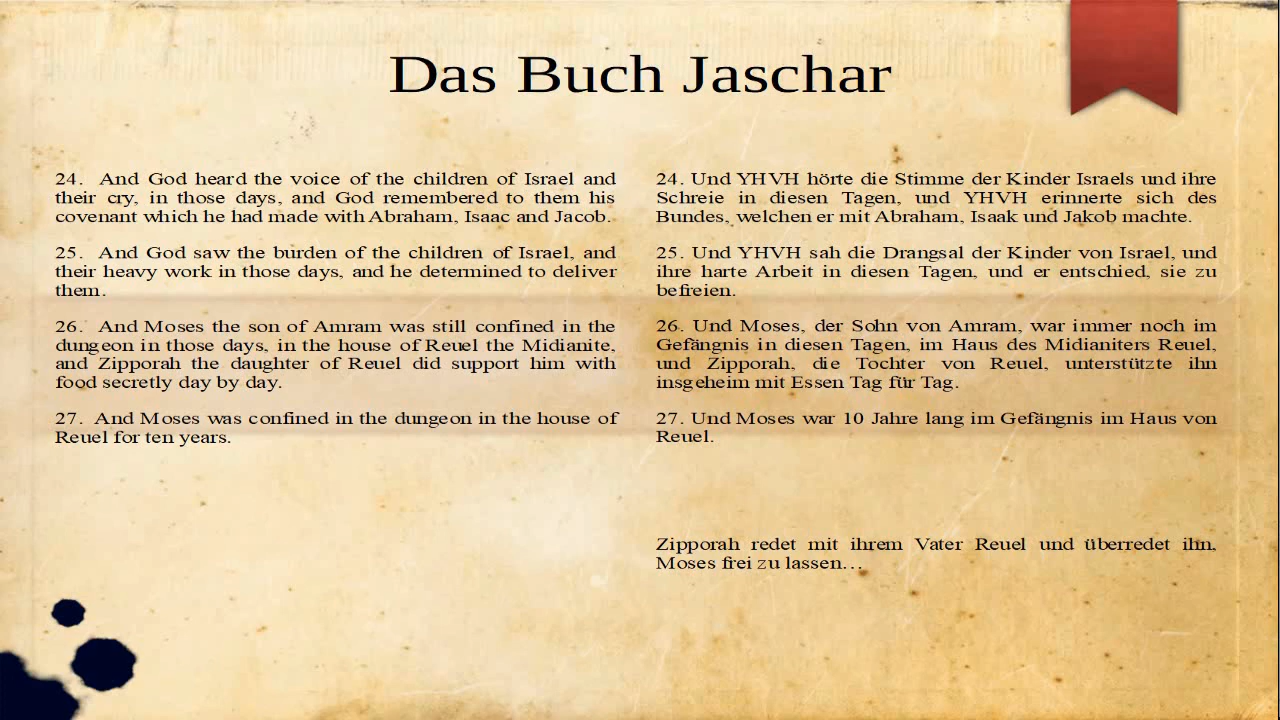 Das Buch Jaschar
24. And God heard the voice of the children of Israel and
their cry, in those days, and God remembered to them his
covenant which he had made with Abraham, Isaac and Jacob.
25. And God saw the burden of the children of Israel, and
their heavy work in those days, and he determined to deliver
them.
26. And Moses the son of Amram was still confined in the
dungeon in those days, in the house of Reuel the Midianite,
and Zipporah the daughter of Reuel did support him with
food secretly day by day.
27. And Moses was confined in the dungeon in the house of
Reuel for ten years.
24. Und YHVH hörte die Stimme der Kinder Israels und ihre
Schreie in diesen Tagen, und YHVH erinnerte sich des
Bundes, welchen er mit Abraham, Isaak und Jakob machte.
25. Und YHVH sah die Drangsal der Kinder von Israel, und
ihre harte Arbeit in diesen Tagen, und er entschied, sie zu
befreien.
26. Und Moses, der Sohn von Amram, war immer noch im
Gefängnis in diesen Tagen, im Haus des Midianiters Reuel,
und Zipporah, die Tochter von Reuel, unterstützte ihn
insgeheim mit Essen Tag für Tag.
27. Und Moses war 10 Jahre lang im Gefängnis im Haus von
Reuel.
Zipporah redet mit ihrem Vater Reuel und überredet ihn,
Moses frei zu lassen…